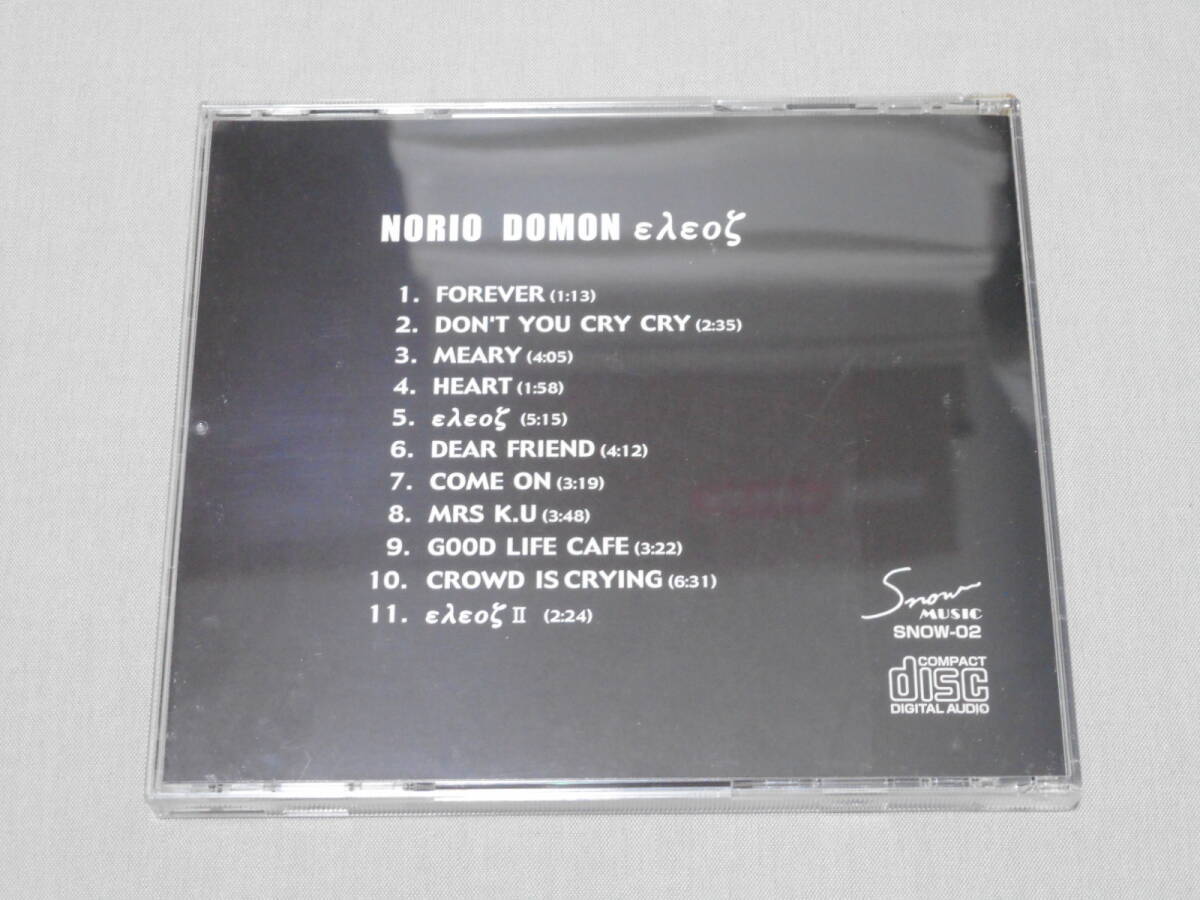 NORIO DOMON ελεοζ
1. FOREVER (1:13)
2. DON'T YOU CRY CRY (2:35)
3. MEARY (4:05)
4. HEART (1:58)
5. ελεοζ (5:15)
6. DEAR FRIEND (4:12)
7. COME ON (3:19)
8. MRS K.U (3:48)
9. GOOD LIFE CAFE (3:22)
10. CROWD IS CRYING (6:31)
11. ελεοζ II (2:24)
Snow
MUSIC
SNOW-02
COMPACT
disc
DIGITAL AUDIO